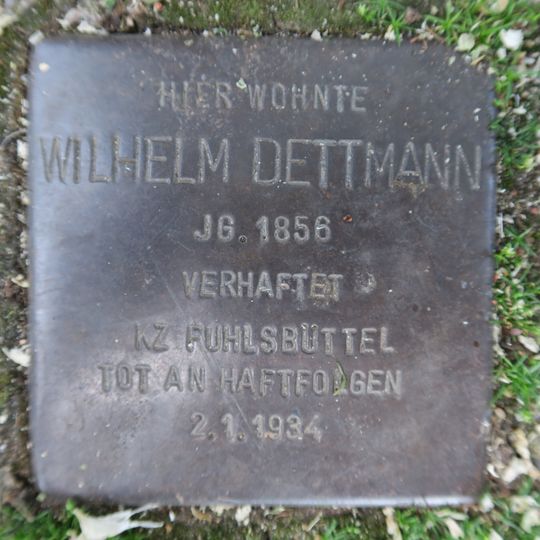 HIER WOHNTE
WILHELM DETTMANN
JG. 1856
VERHAFTET
KZ FUHLSBÜTTEL
TOT AN HAFTFOLGEN
2.1.1934